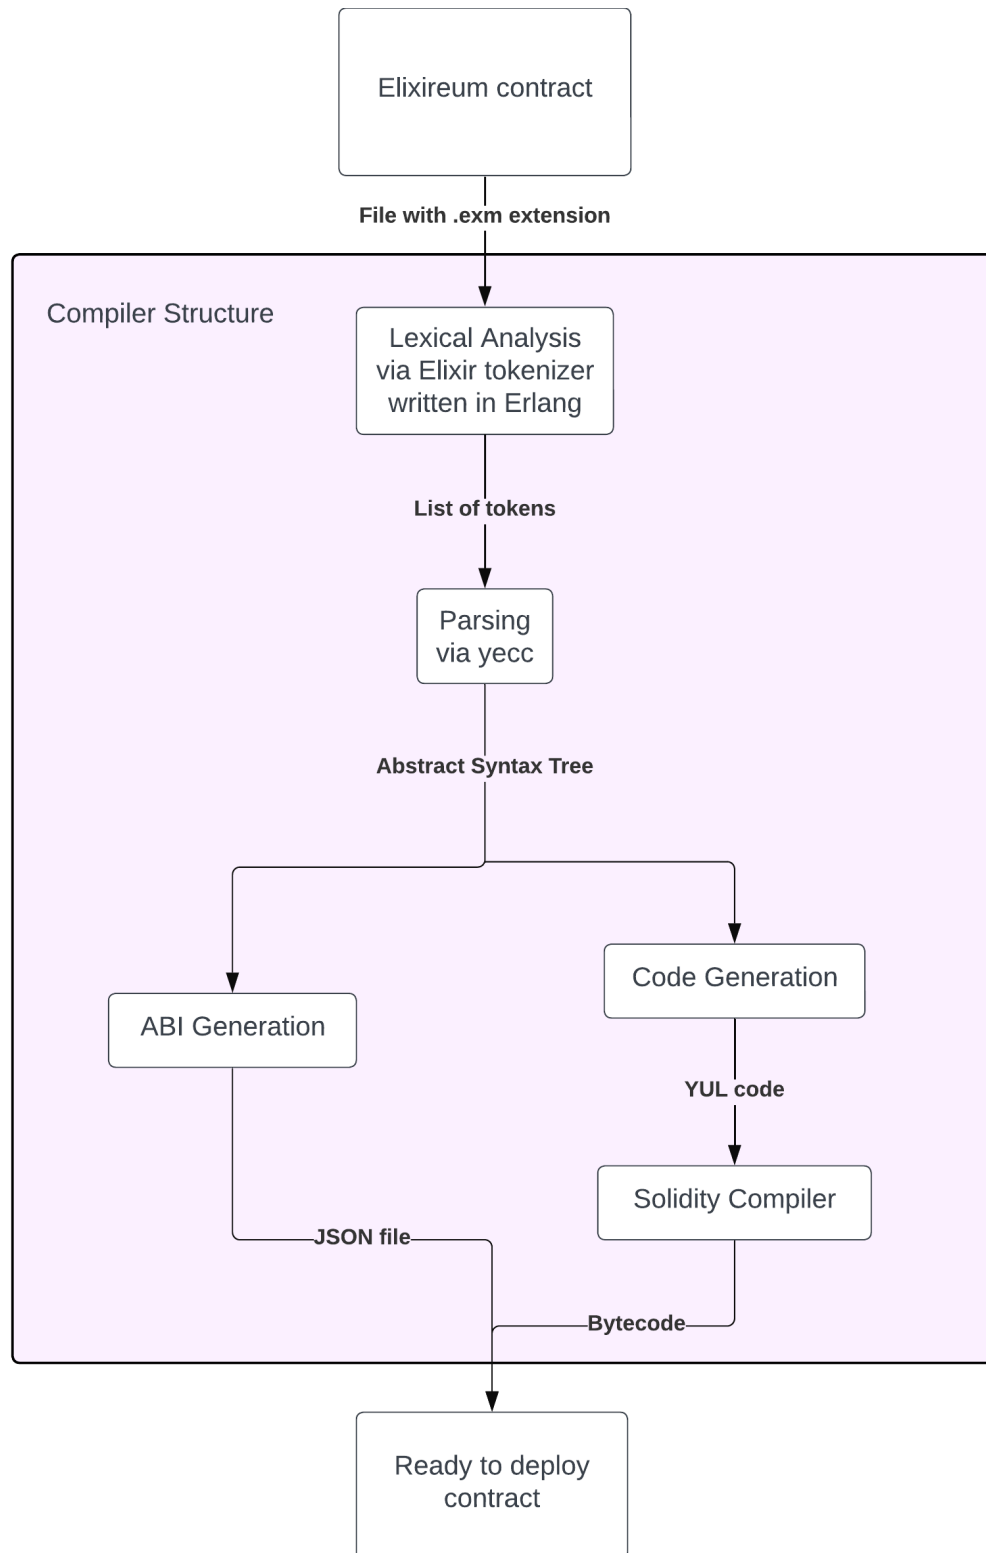 Elixireum contract
File with .exm extension
Compiler Structure
Lexical Analysis
via Elixir tokenizer
written in Erlang
List of tokens
Parsing
via yecc
Abstract Syntax Tree
Code Generation
ABI Generation
YUL code
Solidity Compiler
JSON file
Bytecode
Ready to deploy
contract